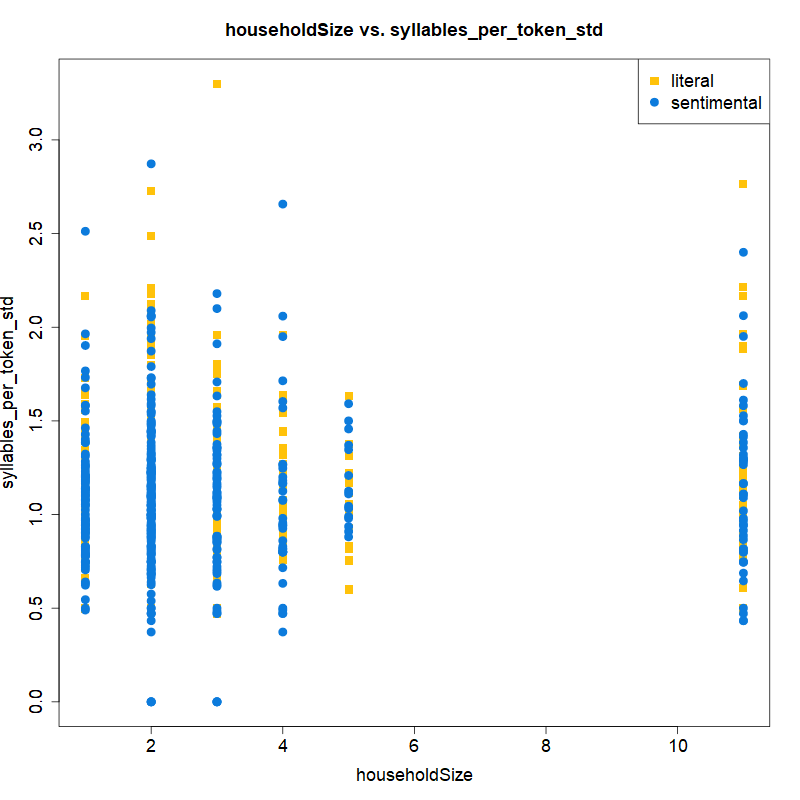 householdSize vs. syllables_per_token_std
literal
sentimental
syllables_per_token_std
0.0
0.5
1.0
1.5
2.0
2.5
3.0
2
4
6
8
10
householdSize